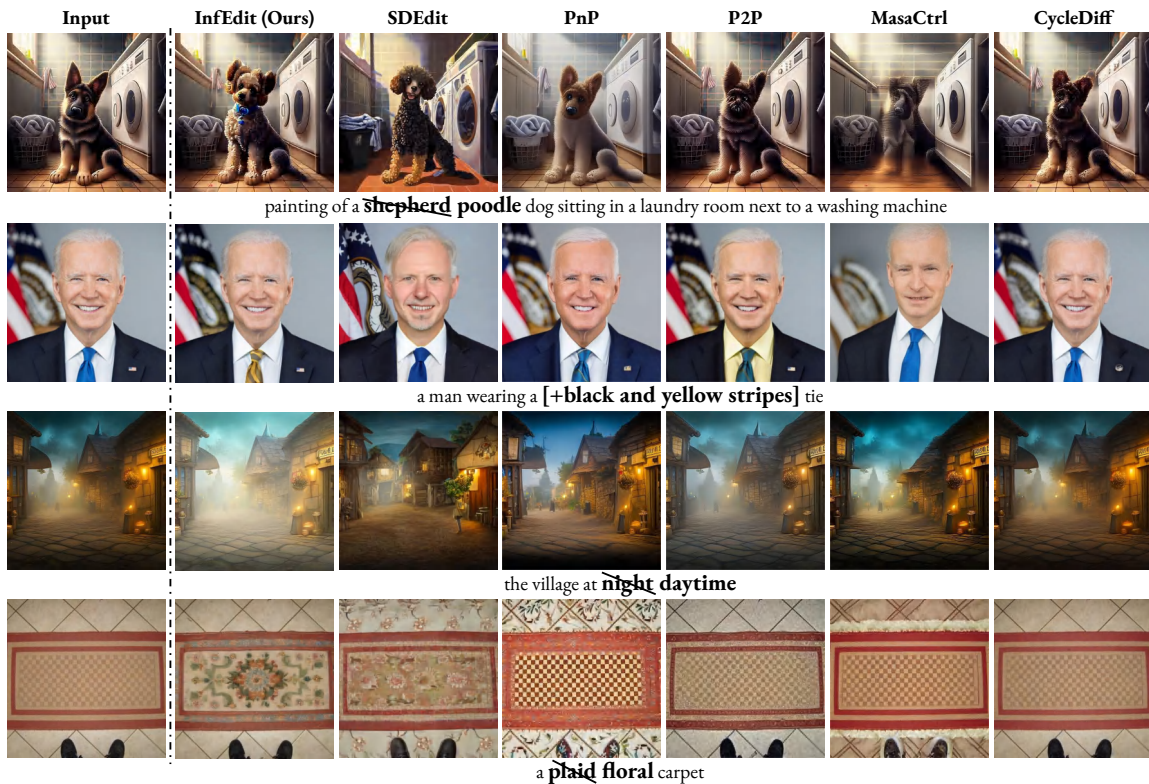 Input InfEdit (Ours) SDEdit PnP P2P MasaCtrl CycleDiff
painting of a shepherd poodle dog sitting in a laundry room next to a washing machine
a man wearing a [+black and yellow stripes] tie
the village at night daytime
a plaid floral carpet